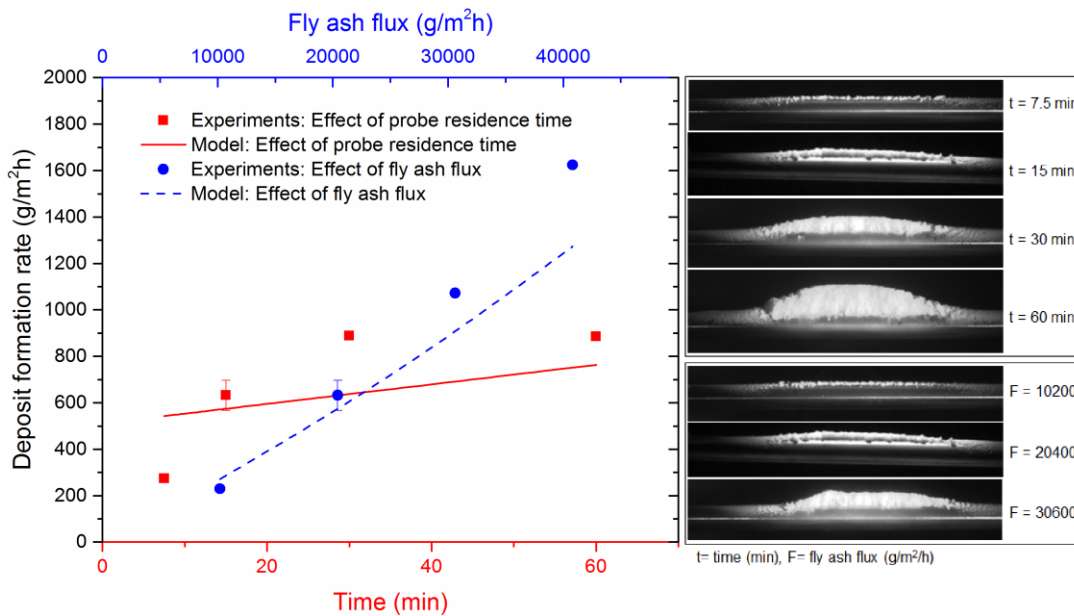 Fly ash flux (g/m²h)
0 10000 20000 30000 40000
2000
1800
1600
1400
1200
1000
800
600
400
200
0
Deposit formation rate (g/m²h)
Experiments: Effect of probe residence time
Model: Effect of probe residence time
Experiments: Effect of fly ash flux
Model: Effect of fly ash flux
0 20 40 60
Time (min)
t = 7.5 min
t = 15 min
t = 30 min
t = 60 min
F = 10200
F = 20400
F = 30600
t= time (min), F= fly ash flux (g/m²/h)